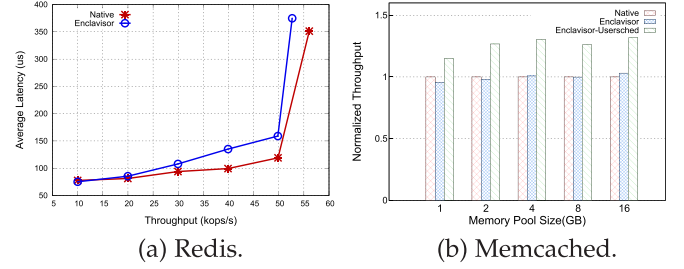 400
350
300
250
200
150
100
50
Average Latency (us)
Native
Enclavisor
5 10 15 20 25 30 35 40 45 50 55 60
Throughput (kops/s)
(a) Redis.
1.5
1
0.5
0
Normalized Throughput
Native
Enclavisor
Enclavisor-Usersched
1 2 4 8 16
Memory Pool Size(GB)
(b) Memcached.